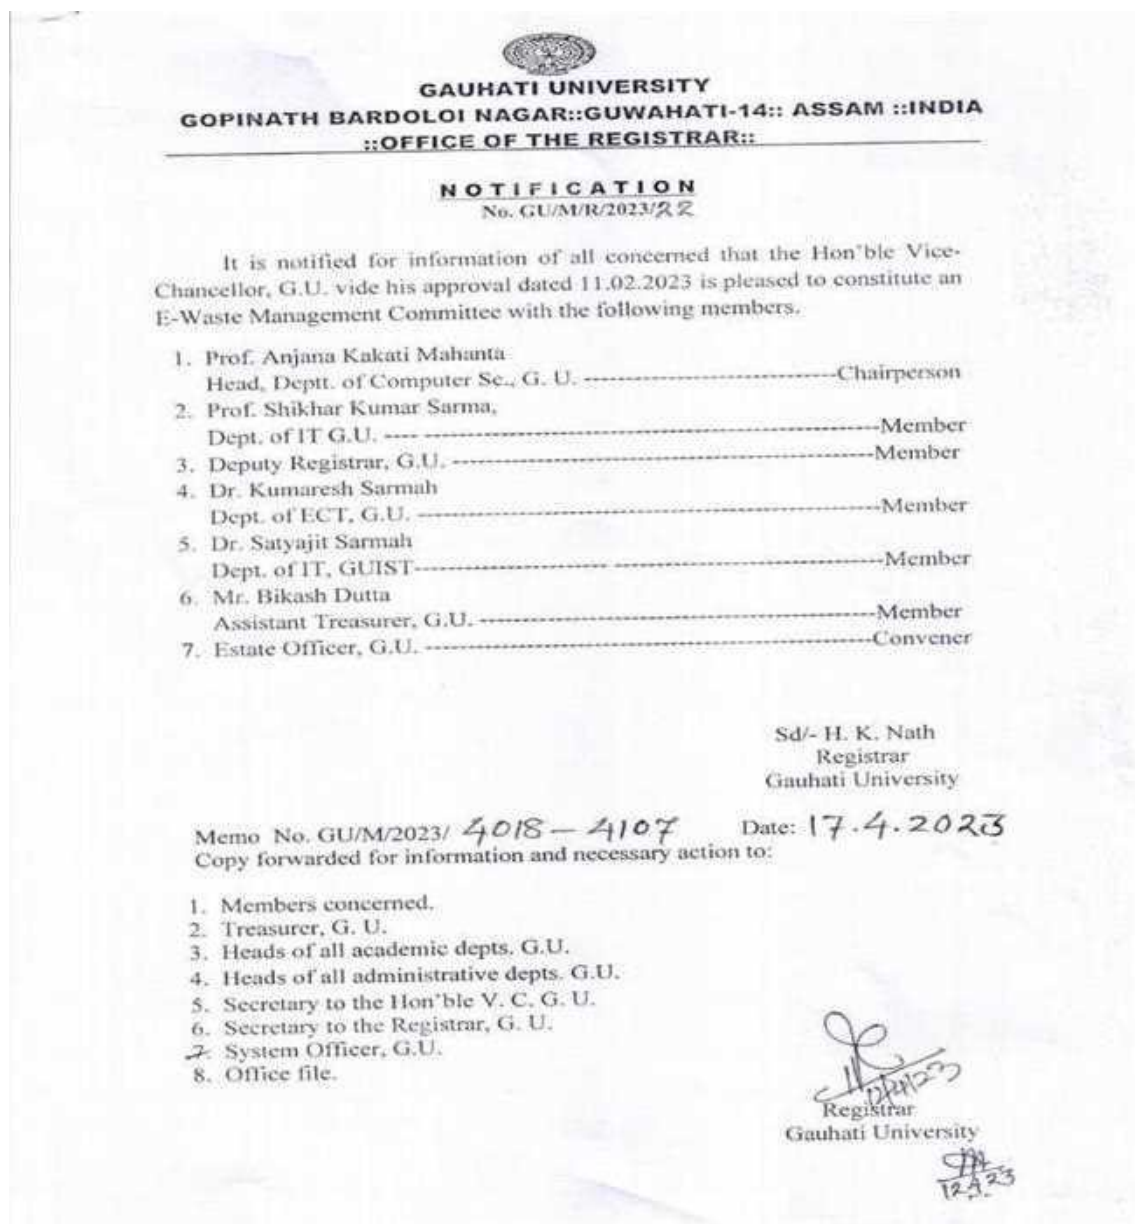 GAUHATI UNIVERSITY
GOPINATH BARDOLOI NAGAR::GUWAHATI-14:: ASSAM ::INDIA
::OFFICE OF THE REGISTRAR::
NOTIFICATION
No. GU/M/R/2023/22
It is notified for information of all concerned that the Hon'ble Vice-
Chancellor, G.U. vide his approval dated 11.02.2023 is pleased to constitute an
E-Waste Management Committee with the following members.
1. Prof. Anjana Kakati Mahanta
Head, Deptt. of Computer Sc., G. U. ----------------------------Chairperson
2. Prof. Shikhar Kumar Sarma,
Dept. of IT G.U. ---- --------------------------------------------------Member
3. Deputy Registrar, G.U. -----------------------------------------------Member
4. Dr. Kumaresh Sarmah
Dept. of ECT, G.U. ---------------------------------------------------Member
5. Dr. Satyajit Sarmah
Dept. of IT, GUIST--------------------- ------------------------------Member
6. Mr. Bikash Dutta
Assistant Treasurer, G.U. --------------------------------------------Member
7. Estate Officer, G.U. --------------------------------------------------Convener
Sd/- H. K. Nath
Registrar
Gauhati University
Memo No. GU/M/2023/ 4018 - 4107 Date: 17.4.2023
Copy forwarded for information and necessary action to:
1. Members concerned.
2. Treasurer, G. U.
3. Heads of all academic depts. G.U.
4. Heads of all administrative depts. G.U.
5. Secretary to the Hon'ble V. C. G. U.
6. Secretary to the Registrar, G. U.
7. System Officer, G.U.
8. Office file.
Registrar
Gauhati University